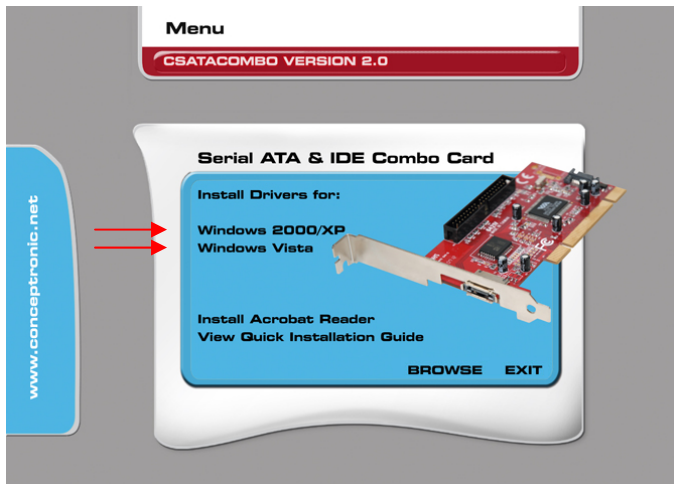 Menu
CSATACOMBO VERSION 2.0
Serial ATA & IDE Combo Card
Install Drivers for:
Windows 2000/XP
Windows Vista
Install Acrobat Reader
View Quick Installation Guide
BROWSE EXIT
www.conceptronic.net